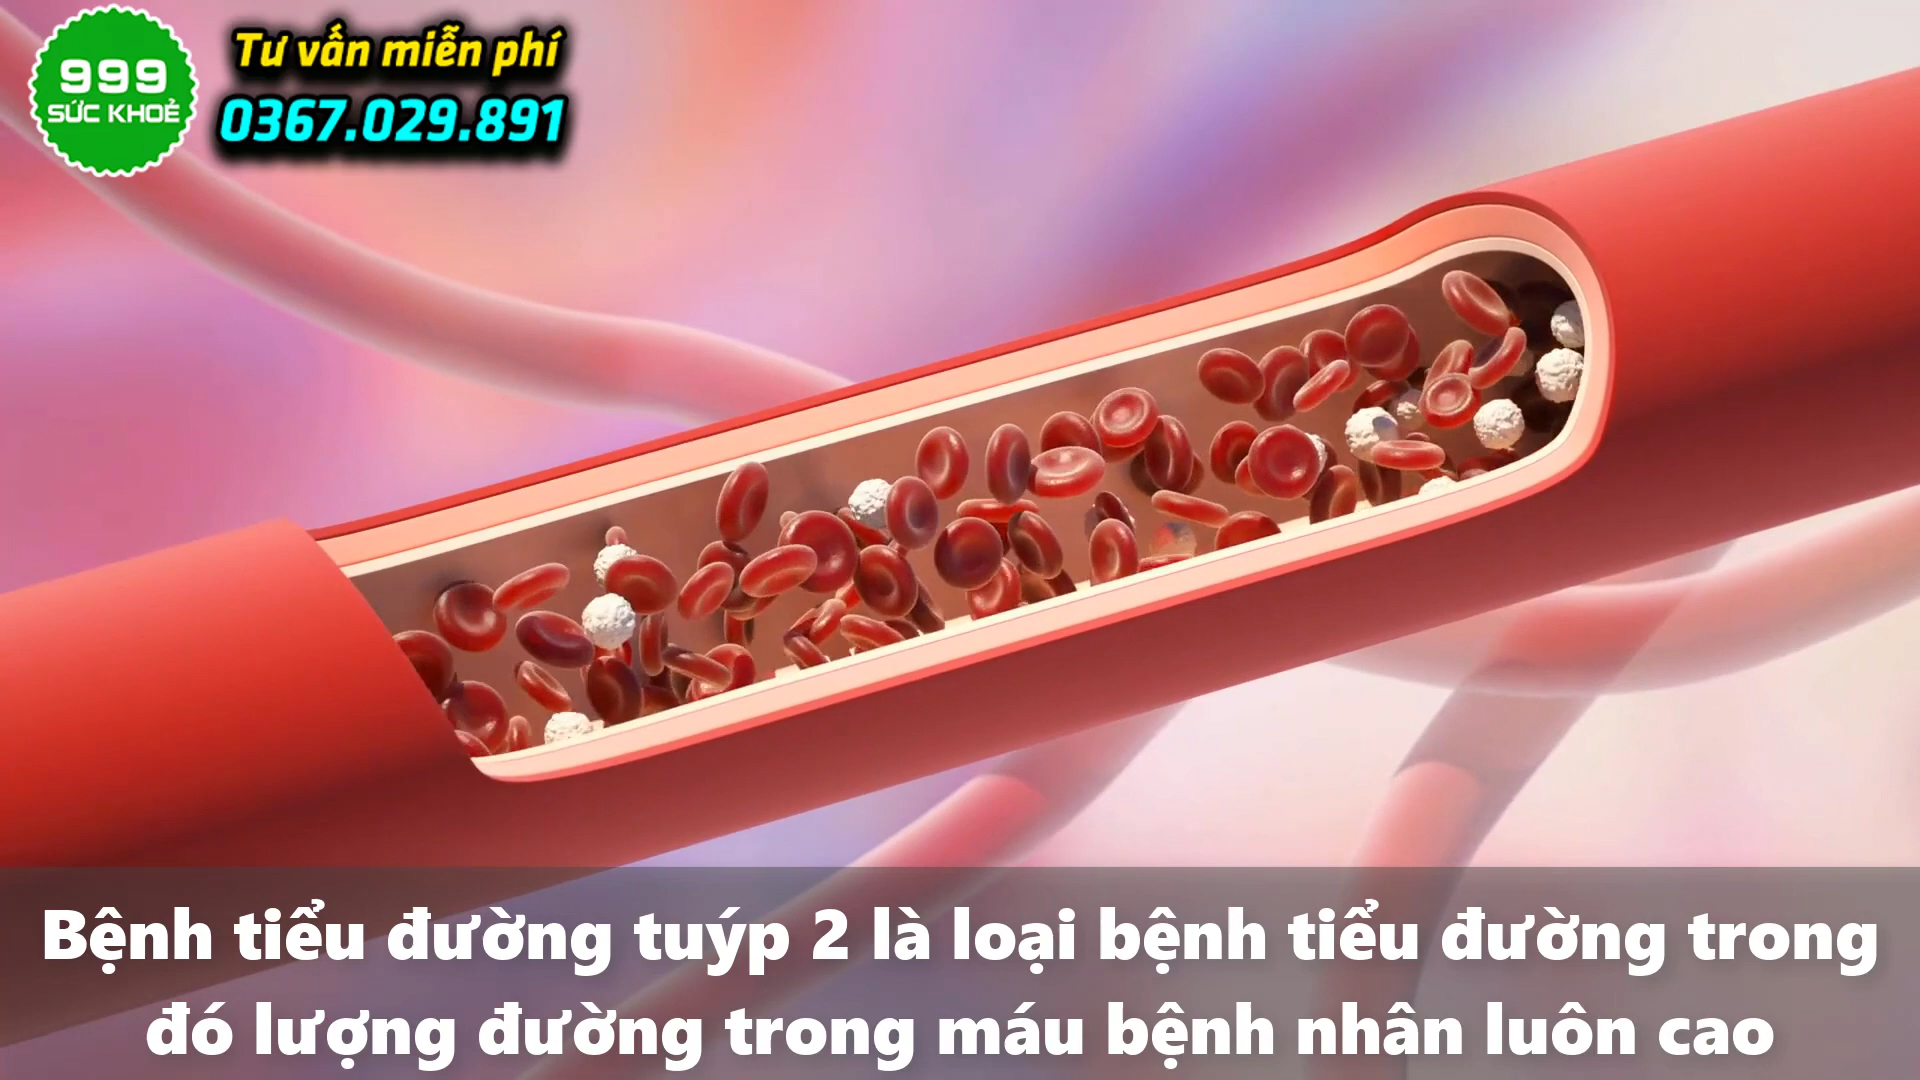 999
SỨC KHOẺ
Tư vấn miễn phí
0367.029.891
Bệnh tiểu đường tuýp 2 là loại bệnh tiểu đường trong
đó lượng đường trong máu bệnh nhân luôn cao